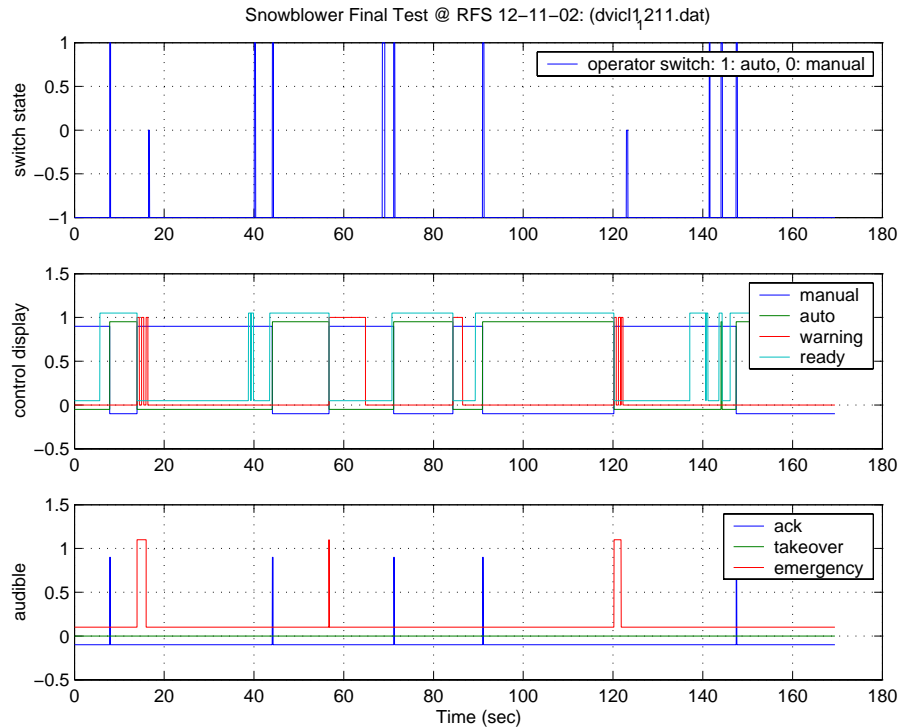 Snowblower Final Test @ RFS 12−11−02: (dvicl1₁211.dat)
1
0.5
0
−0.5
−1
switch state
operator switch: 1: auto, 0: manual
0 20 40 60 80 100 120 140 160 180
1.5
1
0.5
0
−0.5
control display
manual
auto
warning
ready
0 20 40 60 80 100 120 140 160 180
1.5
1
0.5
0
−0.5
audible
ack
takeover
emergency
0 20 40 60 80 100 120 140 160 180
Time (sec)